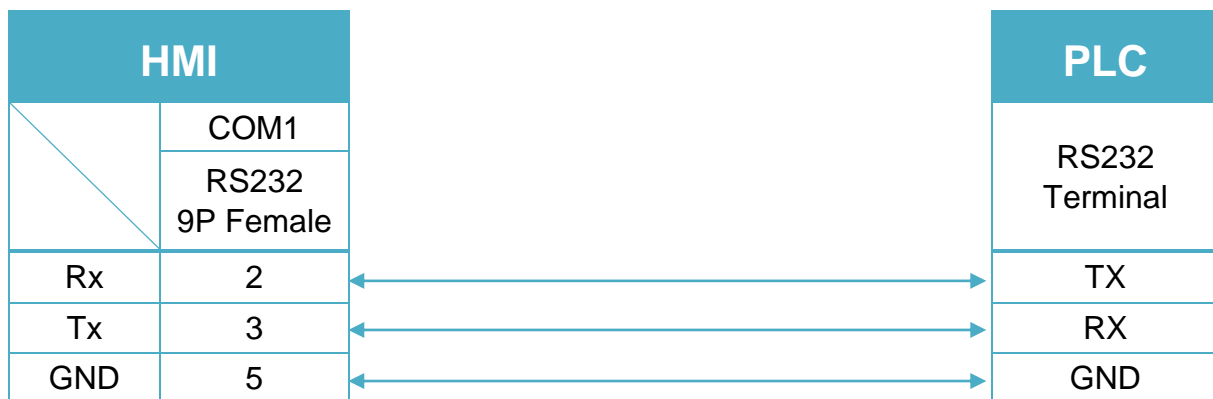 HMI
PLC
COM1
RS232
9P Female
RS232
Terminal
Rx 2 TX
Tx 3 RX
GND 5 GND